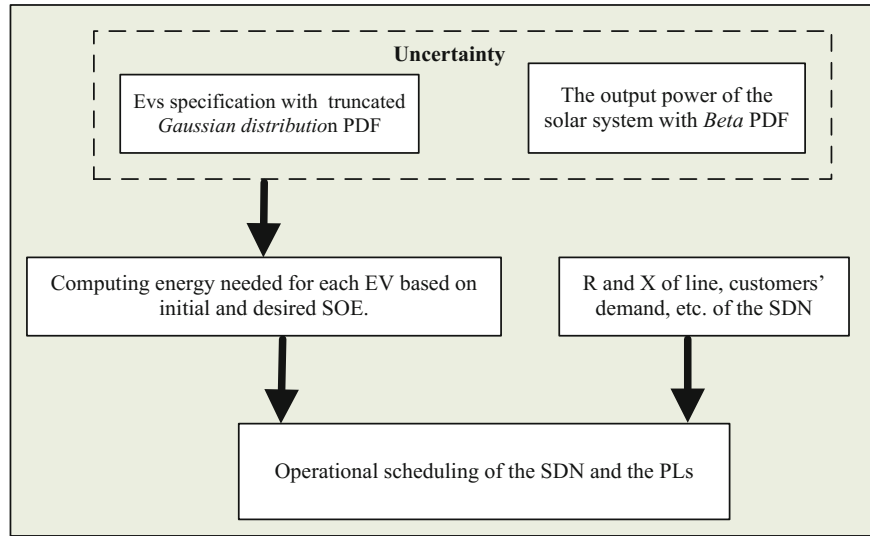 Uncertainty
Evs specification with truncated
Gaussian distribution PDF
The output power of the
solar system with Beta PDF
Computing energy needed for each EV based on
initial and desired SOE.
R and X of line, customers’
demand, etc. of the SDN
Operational scheduling of the SDN and the PLs